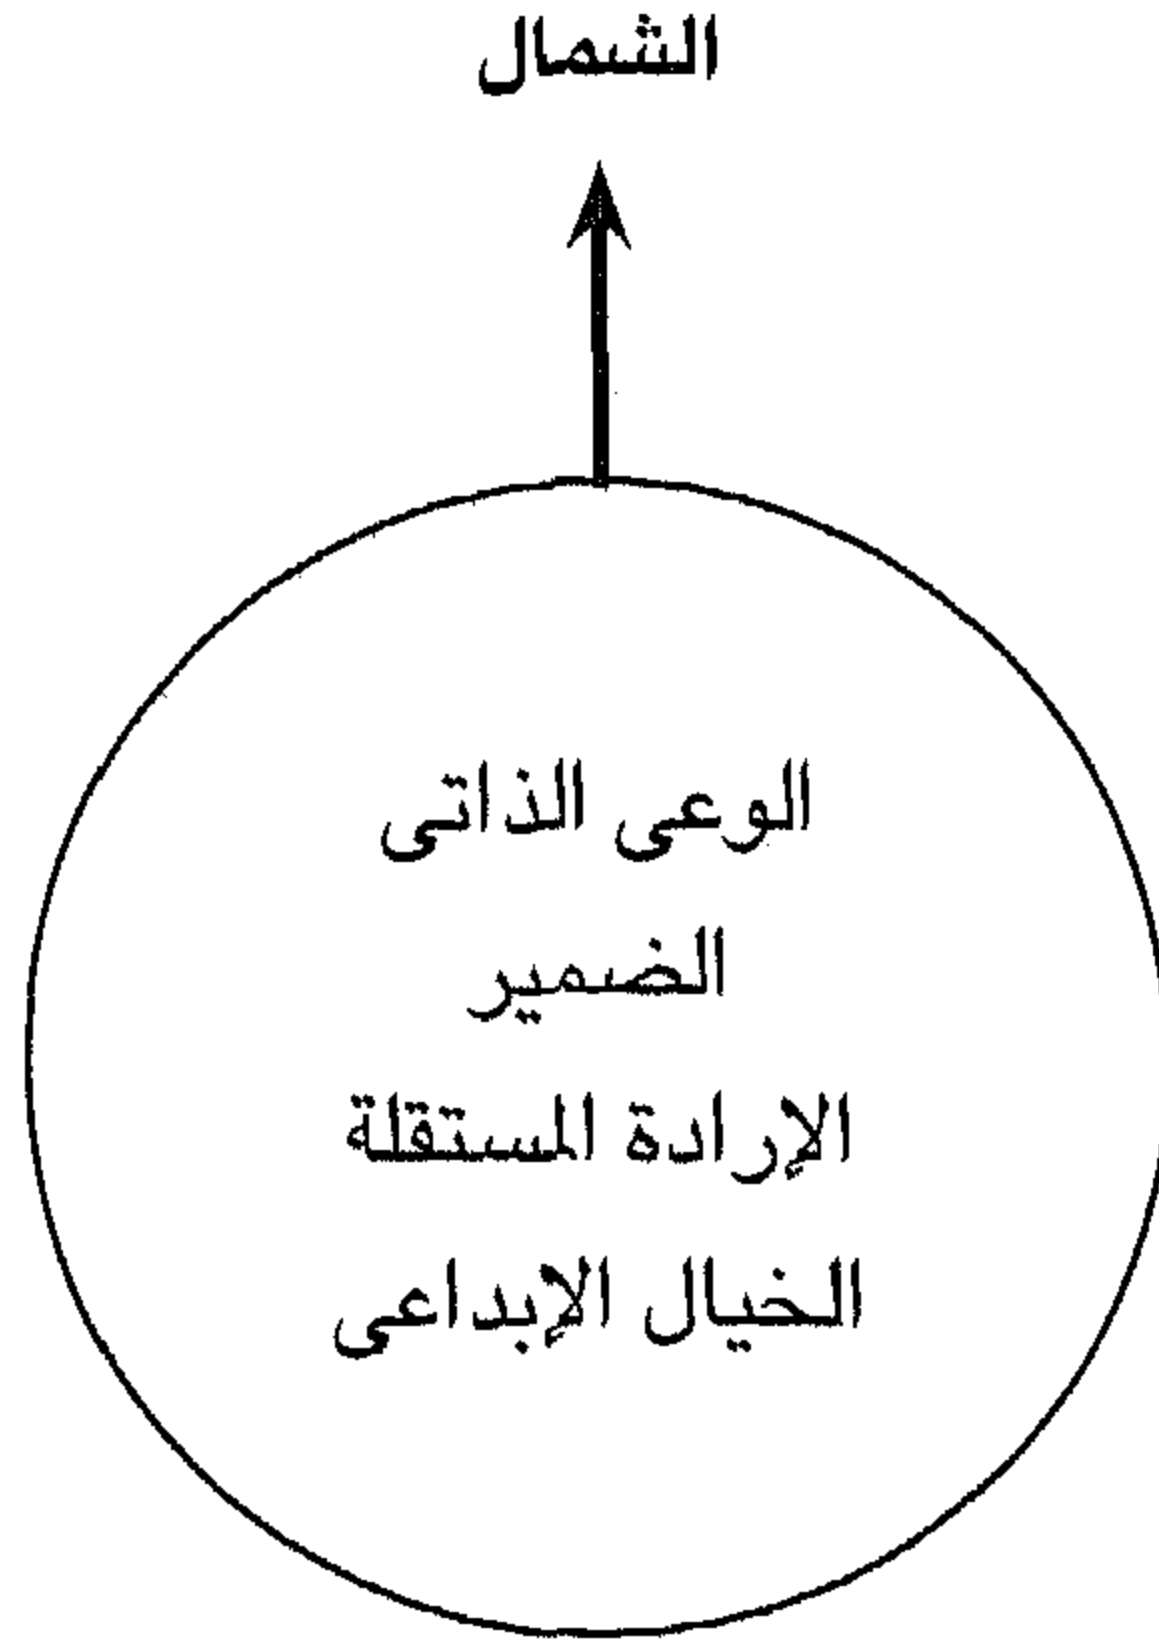 الشمال
الوعى الذاتى
الضمير
الإرادة المستقلة
الخيال الإبداعى